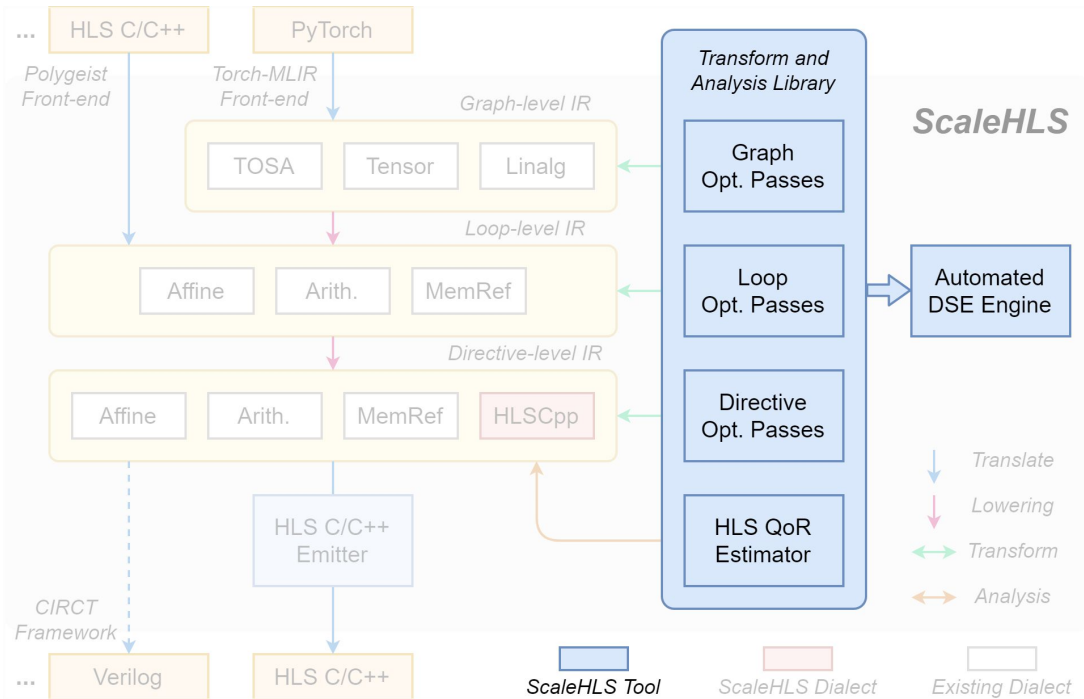 ... HLS C/C++
PyTorch
Polygeist
Front-end
Torch-MLIR
Front-end
Graph-level IR
TOSA
Tensor
Linalg
Loop-level IR
Affine
Arith.
MemRef
Directive-level IR
Affine
Arith.
MemRef
HLSCpp
HLS C/C++
Emitter
CIRCT
Framework
... Verilog
HLS C/C++
Transform and
Analysis Library
Graph
Opt. Passes
Loop
Opt. Passes
Directive
Opt. Passes
HLS QoR
Estimator
ScaleHLS
Automated
DSE Engine
Translate
Lowering
Transform
Analysis
ScaleHLS Tool
ScaleHLS Dialect
Existing Dialect